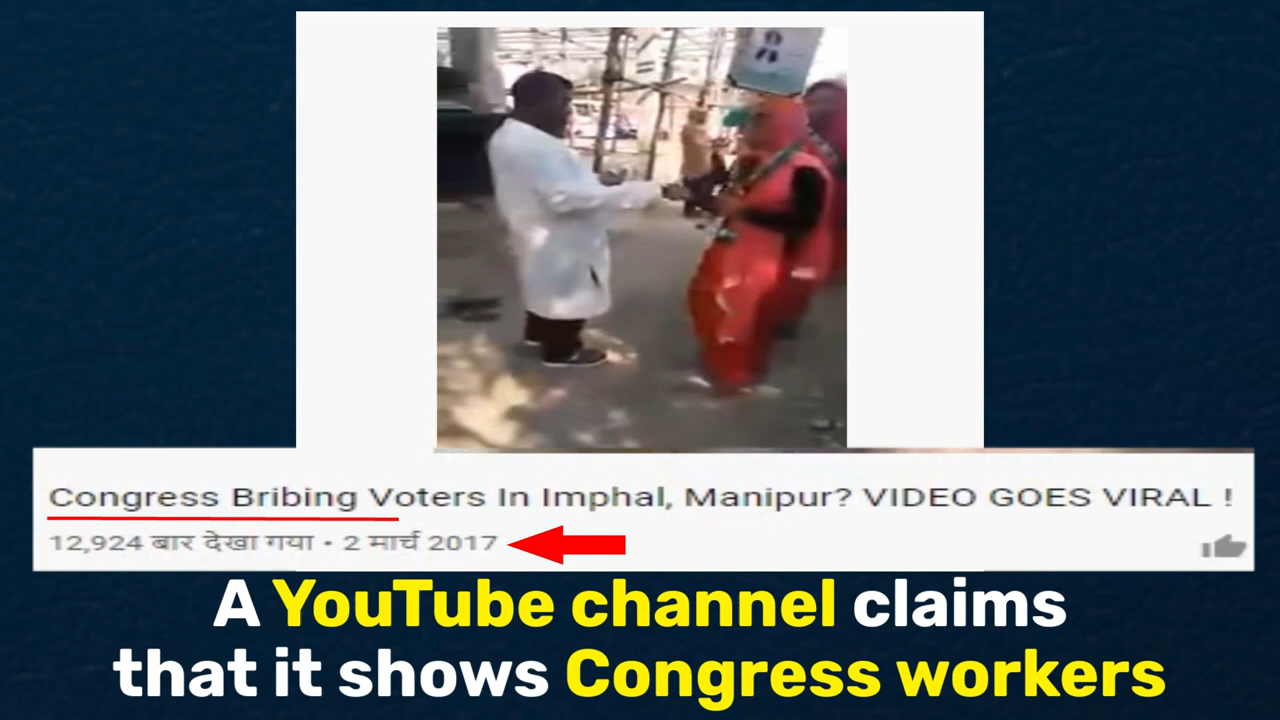 Congress Bribing Voters In Imphal, Manipur? VIDEO GOES VIRAL !
12,924 बार देखा गया • 2 मार्च 2017
A YouTube channel claims
that it shows Congress workers